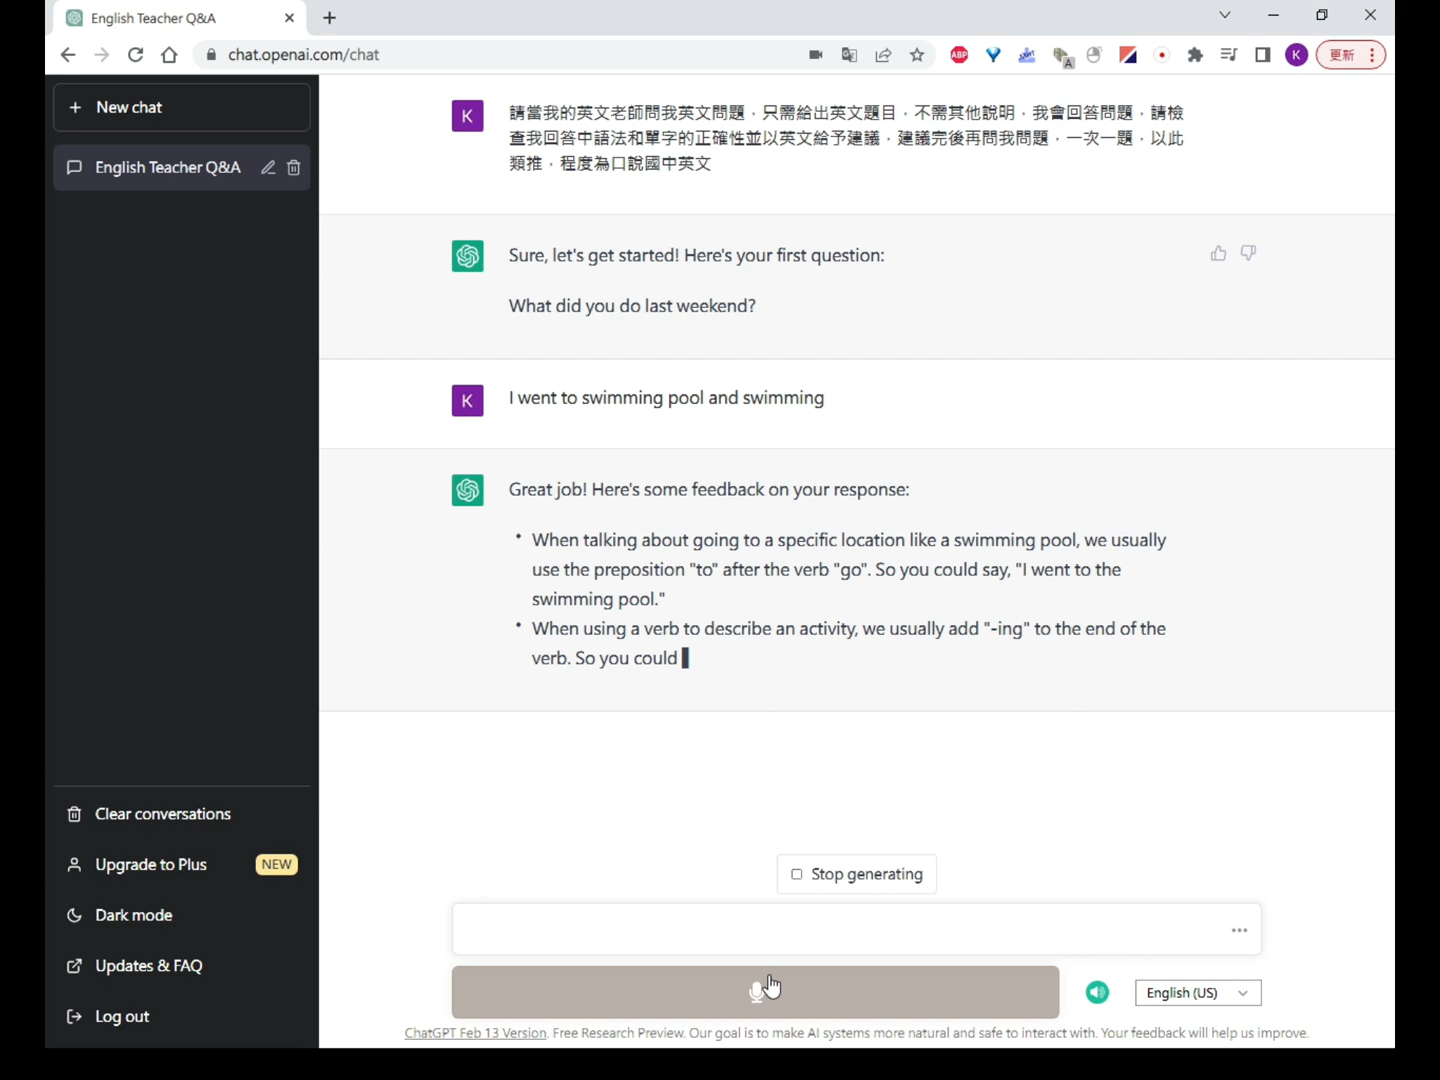 English Teacher Q&A
chat.openai.com/chat
ABP
A
K
更新
New chat
English Teacher Q&A
K
請當我的英文老師問我英文問題,只需給出英文題目,不需其他說明,我會回答問題,請檢
查我回答中語法和單字的正確性並以英文給予建議,建議完後再問我問題,一次一題,以此
類推,程度為口說國中英文
Sure, let's get started! Here's your first question:
What did you do last weekend?
K
I went to swimming pool and swimming
Great job! Here's some feedback on your response:
• When talking about going to a specific location like a swimming pool, we usually
use the preposition "to" after the verb "go". So you could say, "I went to the
swimming pool."
• When using a verb to describe an activity, we usually add "-ing" to the end of the
verb. So you could
Clear conversations
Upgrade to Plus NEW
Dark mode
Updates & FAQ
Log out
Stop generating
English (US)
ChatGPT Feb 13 Version. Free Research Preview. Our goal is to make AI systems more natural and safe to interact with. Your feedback will help us improve.